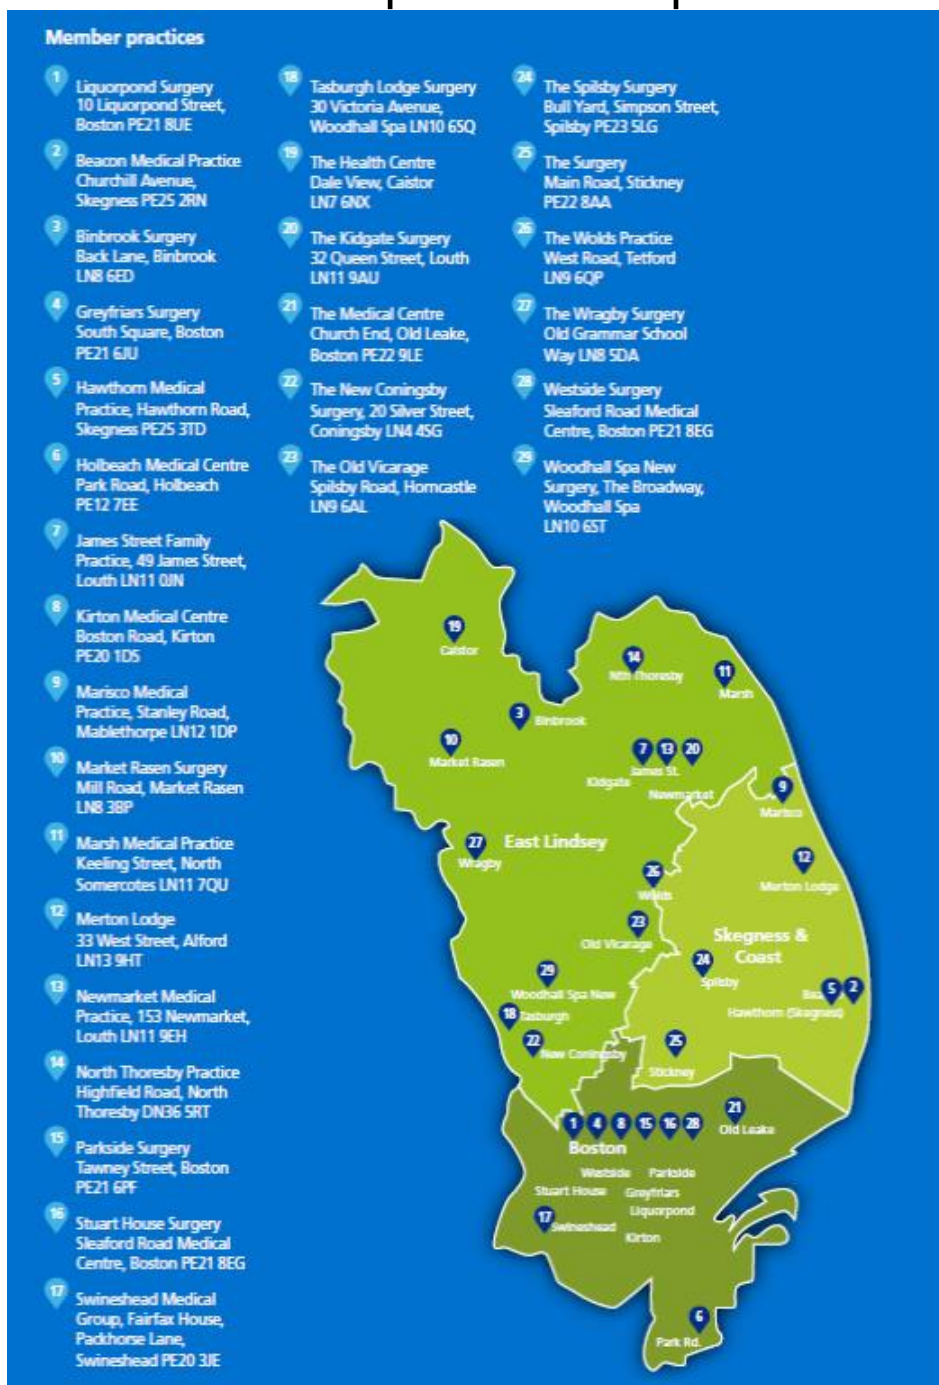 Member practices
1
Liquorpond Surgery
10 Liquorpond Street,
Boston PE21 8UE
2
Beacon Medical Practice
Churchill Avenue,
Skegness PE25 2RN
3
Binbrook Surgery
Back Lane, Binbrook
LN8 6ED
4
Greyfriars Surgery
South Square, Boston
PE21 6JU
5
Hawthorn Medical
Practice, Hawthorn Road,
Skegness PE25 3TD
6
Holbeach Medical Centre
Park Road, Holbeach
PE12 7EE
7
James Street Family
Practice, 49 James Street,
Louth LN11 0JN
8
Kirton Medical Centre
Boston Road, Kirton
PE20 1DS
9
Marisco Medical
Practice, Stanley Road,
Mablethorpe LN12 1DP
10
Market Rasen Surgery
Mill Road, Market Rasen
LN8 3BP
11
Marsh Medical Practice
Keeling Street, North
Somercotes LN11 7QU
12
Merton Lodge
33 West Street, Alford
LN13 9HT
13
Newmarket Medical
Practice, 153 Newmarket,
Louth LN11 9EH
14
North Thoresby Practice
Highfield Road, North
Thoresby DN36 5RT
15
Parkside Surgery
Tawney Street, Boston
PE21 6PF
16
Stuart House Surgery
Sleaford Road Medical
Centre, Boston PE21 8EG
17
Swineshead Medical
Group, Fairfax House,
Packhorse Lane,
Swineshead PE20 3JE
18
Tasburgh Lodge Surgery
30 Victoria Avenue,
Woodhall Spa LN10 6SQ
19
The Health Centre
Dale View, Caistor
LN7 6NX
20
The Kidgate Surgery
32 Queen Street, Louth
LN11 9AU
21
The Medical Centre
Church End, Old Leake,
Boston PE22 9LE
22
The New Coningsby
Surgery, 20 Silver Street,
Coningsby LN4 4SG
23
The Old Vicarage
Spilsby Road, Horncastle
LN9 6AL
24
The Spilsby Surgery
Bull Yard, Simpson Street,
Spilsby PE23 5LG
25
The Surgery
Main Road, Stickney
PE22 8AA
26
The Wolds Practice
West Road, Tetford
LN9 6QP
27
The Wragby Surgery
Old Grammar School
Way LN8 5DA
28
Westside Surgery
Sleaford Road Medical
Centre, Boston PE21 8EG
29
Woodhall Spa New
Surgery, The Broadway,
Woodhall Spa
LN10 6ST
19
Caistor
14
Nth Thoresby
11
Marsh
3 Binbrook
10
Market Rasen
7 13 20
James St.
Kidgate
Newmarket
9
Marisco
27
Wragby
East Lindsey
12
Merton Lodge
26
Wolds
23
Old Vicarage
Skegness &
Coast
24
Spilsby
29
Woodhall Spa New
5 2
Hawthorn (Skegness)
18 Tasburgh
22 New Coningsby
25
Stickney
21
Old Leake
1 4 8 15 16 28
Boston
Westside Parkside
Stuart House Greyfriars
Liquorpond
17 Swineshead
Kirton
6
Park Rd.